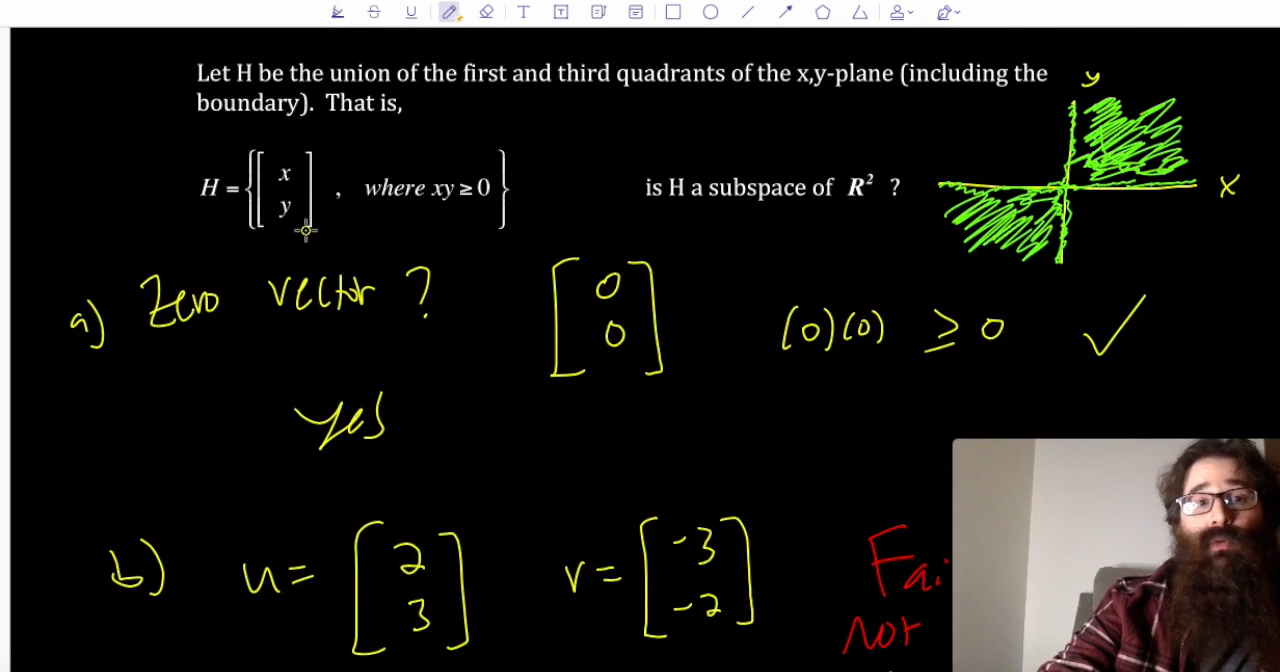 Let H be the union of the first and third quadrants of the x,y-plane (including the
boundary). That is,
y
H = { [ x y ] , where xy ≥ 0 }
is H a subspace of R² ?
x
a) Zero vector ?
[ 0 0 ]
(0)(0) ≥ 0 ✓
yes
b) u = [ 2 3 ]
v = [ -3 -2 ]
Fai
not